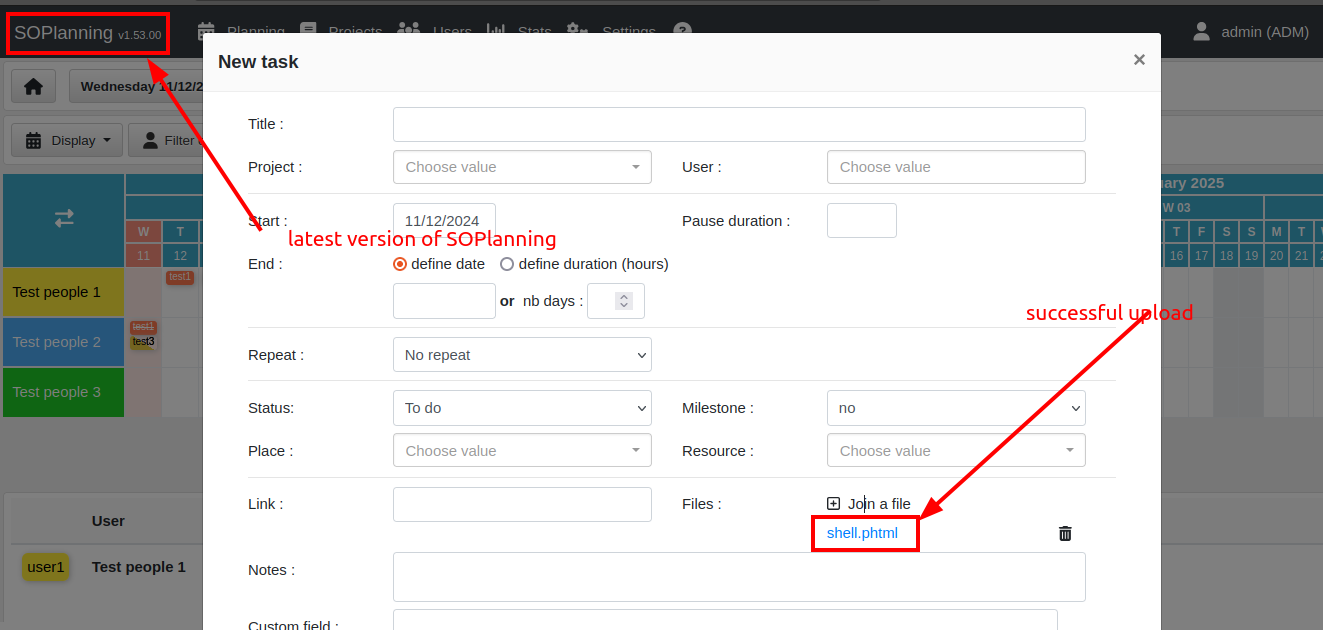 SOPlanning v1.53.00 Planning Projects Users Stats Settings ? admin (ADM)
New task ×
Wednesday 11/12/2
Title :
Display Filter
Project : Choose value User : Choose value
uary 2025
W 03
Start : 11/12/2024 Pause duration :
W T T F S S M T
latest version of SOPlanning
11 12 16 17 18 19 20 21
End : define date define duration (hours)
test1
Test people 1
or nb days :
successful upload
test1
Test people 2 test3
Repeat : No repeat
Test people 3
Status: To do Milestone : no
Place : Choose value Resource : Choose value
Link : Files : Join a file
User
shell.phtml
user1 Test people 1
Notes :
Custom field :